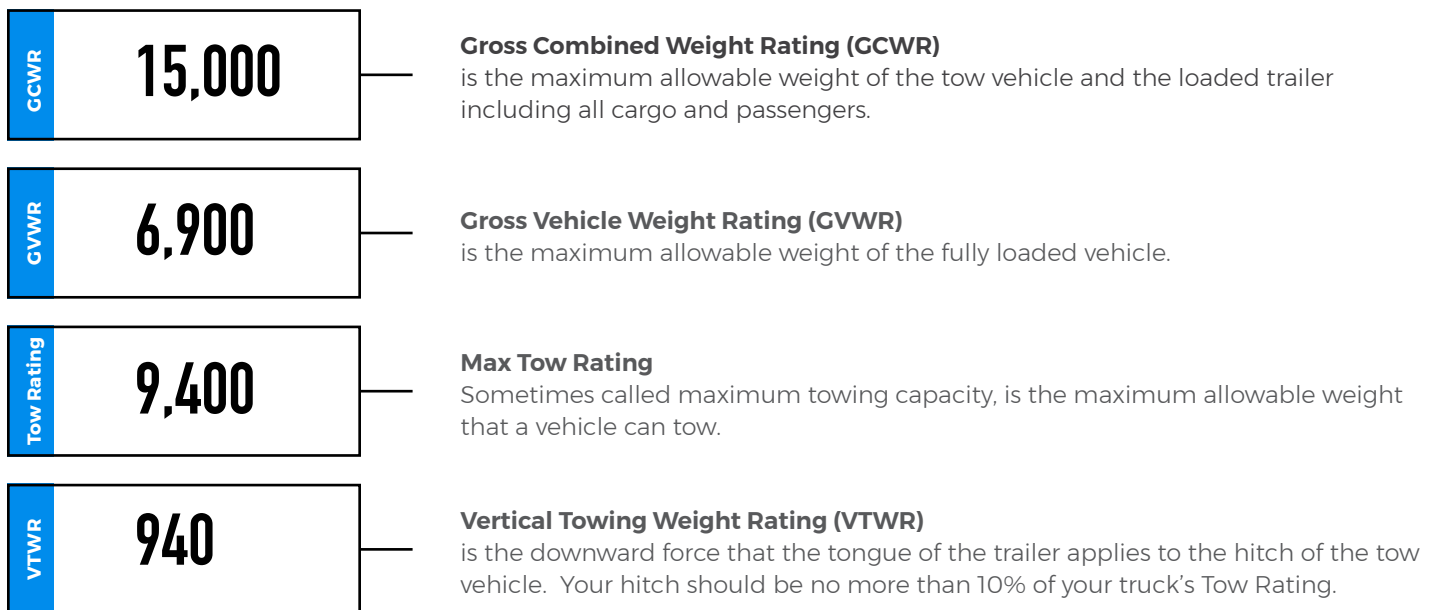 GCWR
15,000
Gross Combined Weight Rating (GCWR)
is the maximum allowable weight of the tow vehicle and the loaded trailer
including all cargo and passengers.
GVWR
6,900
Gross Vehicle Weight Rating (GVWR)
is the maximum allowable weight of the fully loaded vehicle.
Tow Rating
9,400
Max Tow Rating
Sometimes called maximum towing capacity, is the maximum allowable weight
that a vehicle can tow.
VTWR
940
Vertical Towing Weight Rating (VTWR)
is the downward force that the tongue of the trailer applies to the hitch of the tow
vehicle.  Your hitch should be no more than 10% of your truck's Tow Rating.